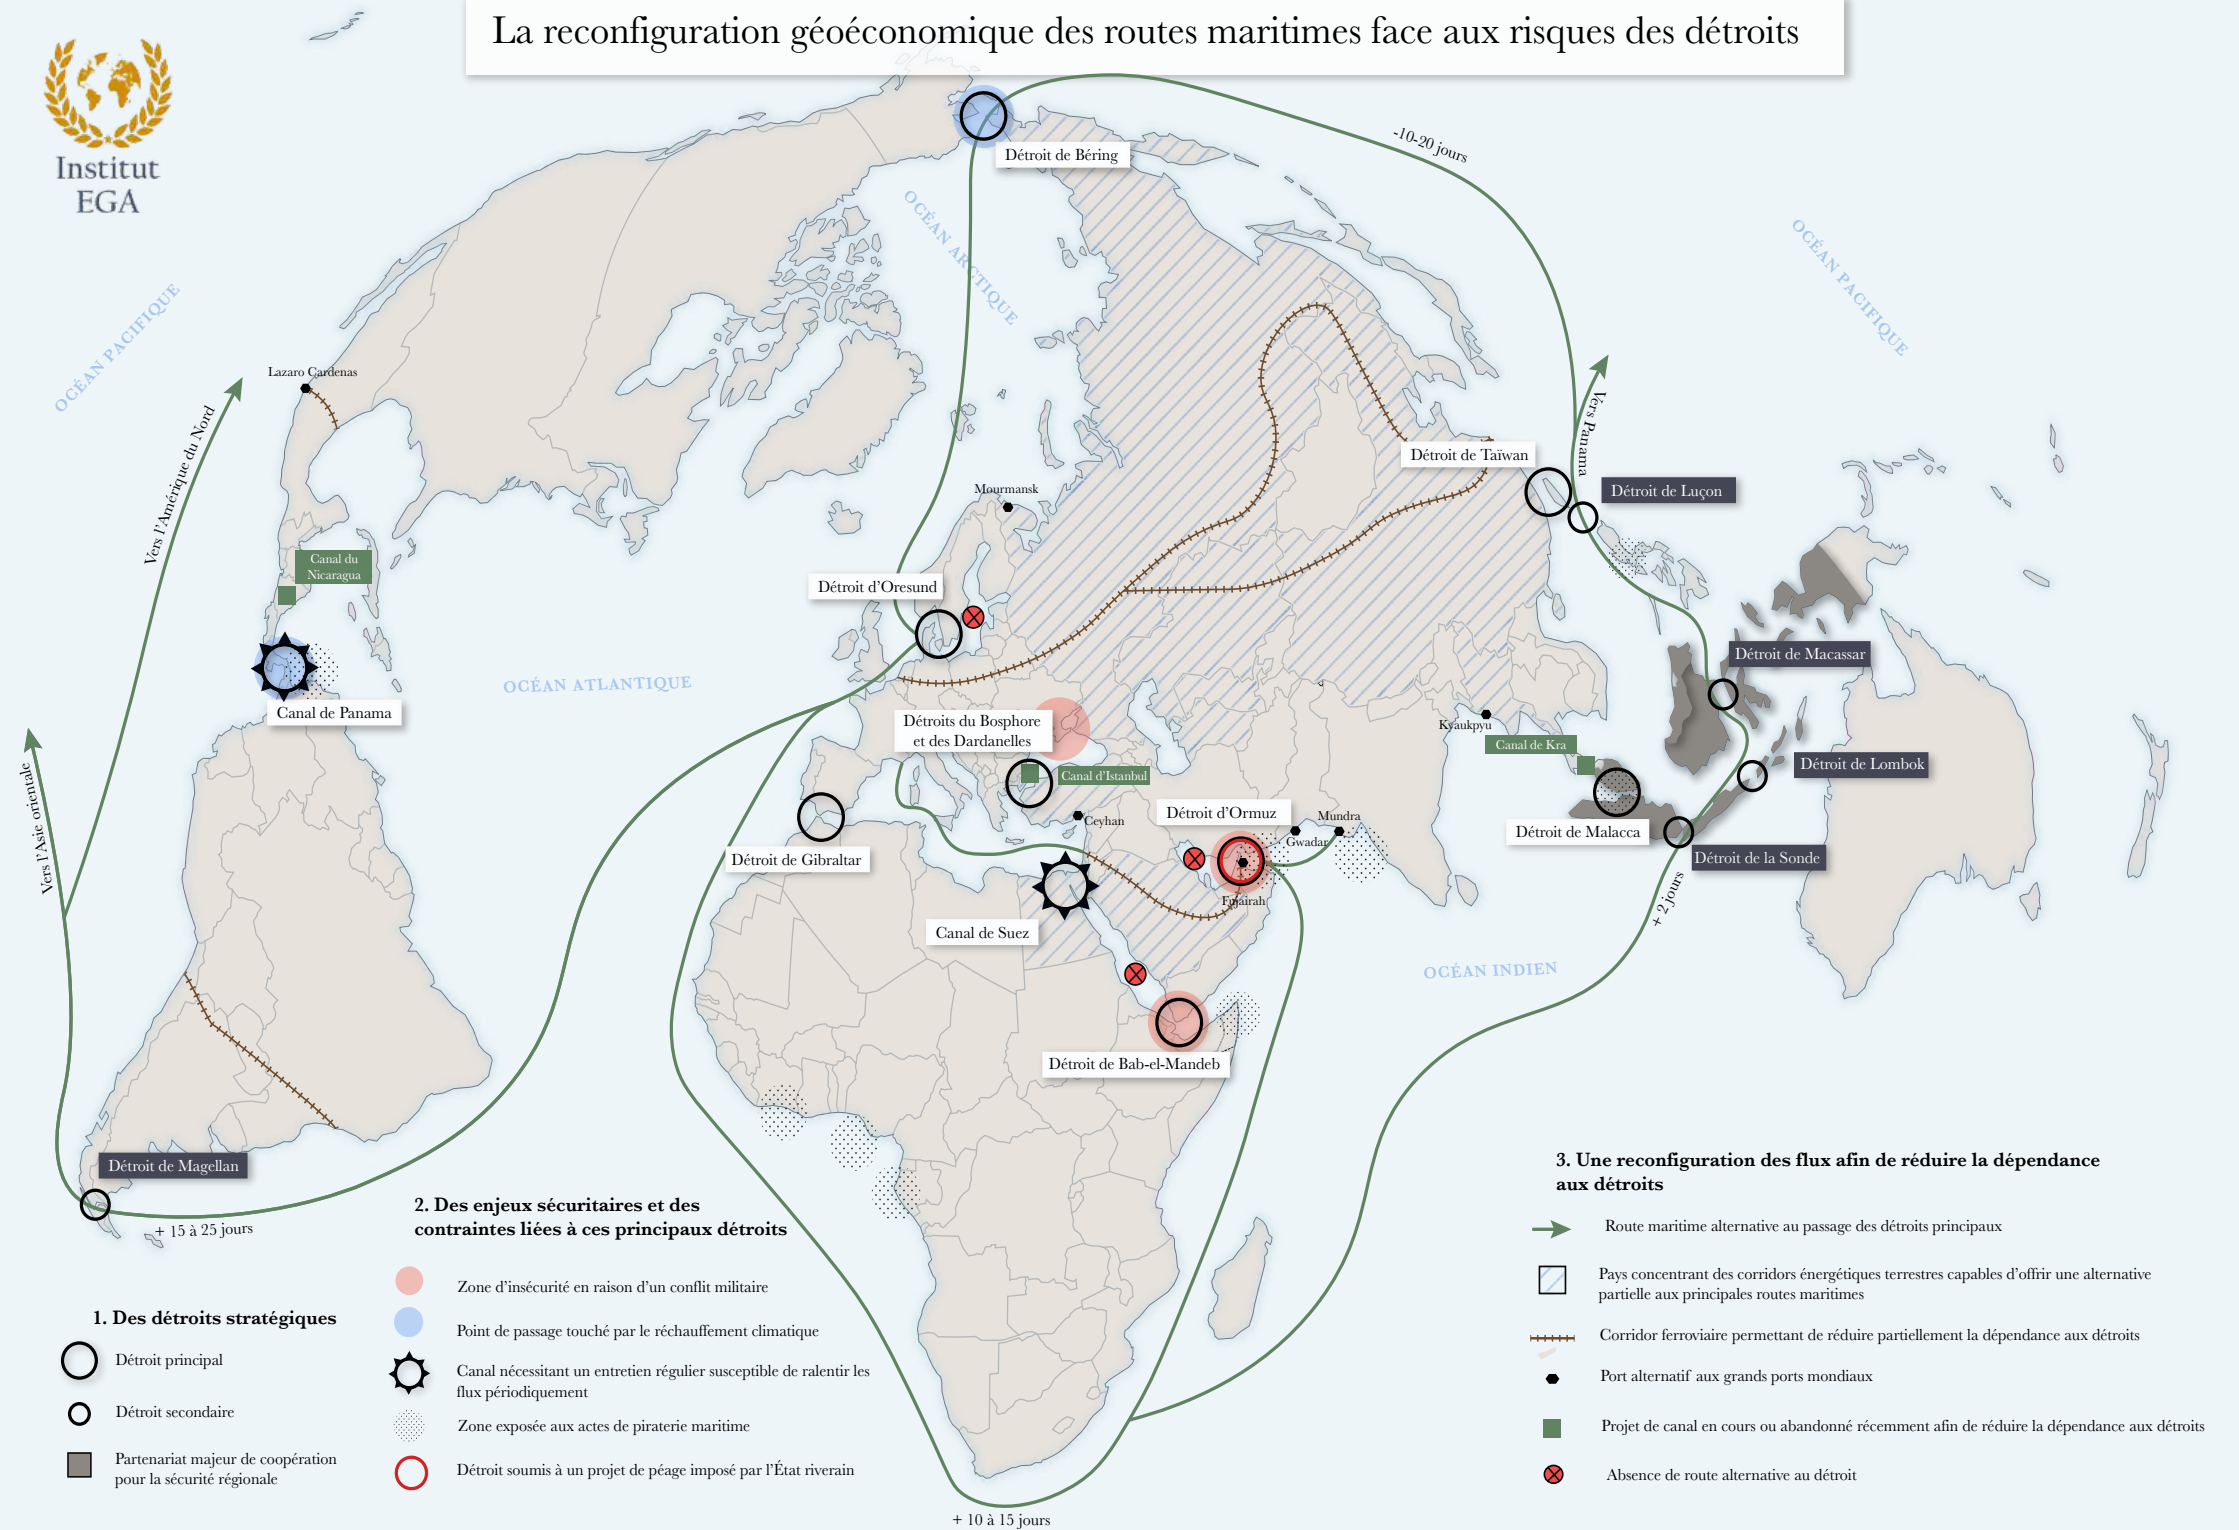 La reconfiguration géoéconomique des routes maritimes face aux risques des détroits
Institut
EGA
Détroit de Béring
-10-20 jours
OCÉAN ARCTIQUE
OCÉAN PACIFIQUE
OCÉAN PACIFIQUE
Lazaro Cardenas
Vers l'Amérique du Nord
Vers Panama
Détroit de Taïwan
Détroit de Luçon
Mourmansk
Canal du
Nicaragua
Détroit d'Oresund
Détroit de Macassar
OCÉAN ATLANTIQUE
Canal de Panama
Détroits du Bosphore
et des Dardanelles
Kyaukpyu
Canal de Kra
Détroit de Lombok
Canal d'Istanbul
Vers l'Asie orientale
Détroit d'Ormuz
Mundra
Ceyhan
Gwadar
Détroit de Malacca
Détroit de Gibraltar
Détroit de la Sonde
Fujairah
+ 2 jours
Canal de Suez
OCÉAN INDIEN
Détroit de Bab-el-Mandeb
Détroit de Magellan
+ 15 à 25 jours
+ 10 à 15 jours
1. Des détroits stratégiques
Détroit principal
Détroit secondaire
Partenariat majeur de coopération
pour la sécurité régionale
2. Des enjeux sécuritaires et des
contraintes liées à ces principaux détroits
Zone d'insécurité en raison d'un conflit militaire
Point de passage touché par le réchauffement climatique
Canal nécessitant un entretien régulier susceptible de ralentir les
flux périodiquement
Zone exposée aux actes de piraterie maritime
Détroit soumis à un projet de péage imposé par l'État riverain
3. Une reconfiguration des flux afin de réduire la dépendance
aux détroits
Route maritime alternative au passage des détroits principaux
Pays concentrant des corridors énergétiques terrestres capables d'offrir une alternative
partielle aux principales routes maritimes
Corridor ferroviaire permettant de réduire partiellement la dépendance aux détroits
Port alternatif aux grands ports mondiaux
Projet de canal en cours ou abandonné récemment afin de réduire la dépendance aux détroits
Absence de route alternative au détroit